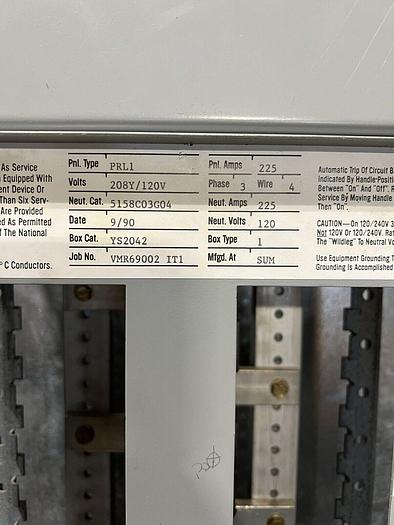 As Service
n Equipped With
ent Device Or
Than Six Serv-
Are Provided
ed As Permitted
f The National
°C Conductors.
Pnl. Type PRL1
Volts 208Y/120V
Neut. Cat. 5158C03G04
Date 9/90
Box Cat. YS2042
Job No. VMR69002 IT1
Pnl. Amps 225
Phase 3 Wire 4
Neut. Amps 225
Neut. Volts 120
Box Type 1
Mfgd. At SUM
Automatic Trip Of Circuit B
Indicated By Handle Positi
Between "On" And "Off". R
Service By Moving Handle
Then "On".
CAUTION—On 120/240V 3
Not 120V Or 120/240V. Rat
The "Wildleg" To Neutral Vo
Use Equipment Grounding T
Grounding Is Accomplished